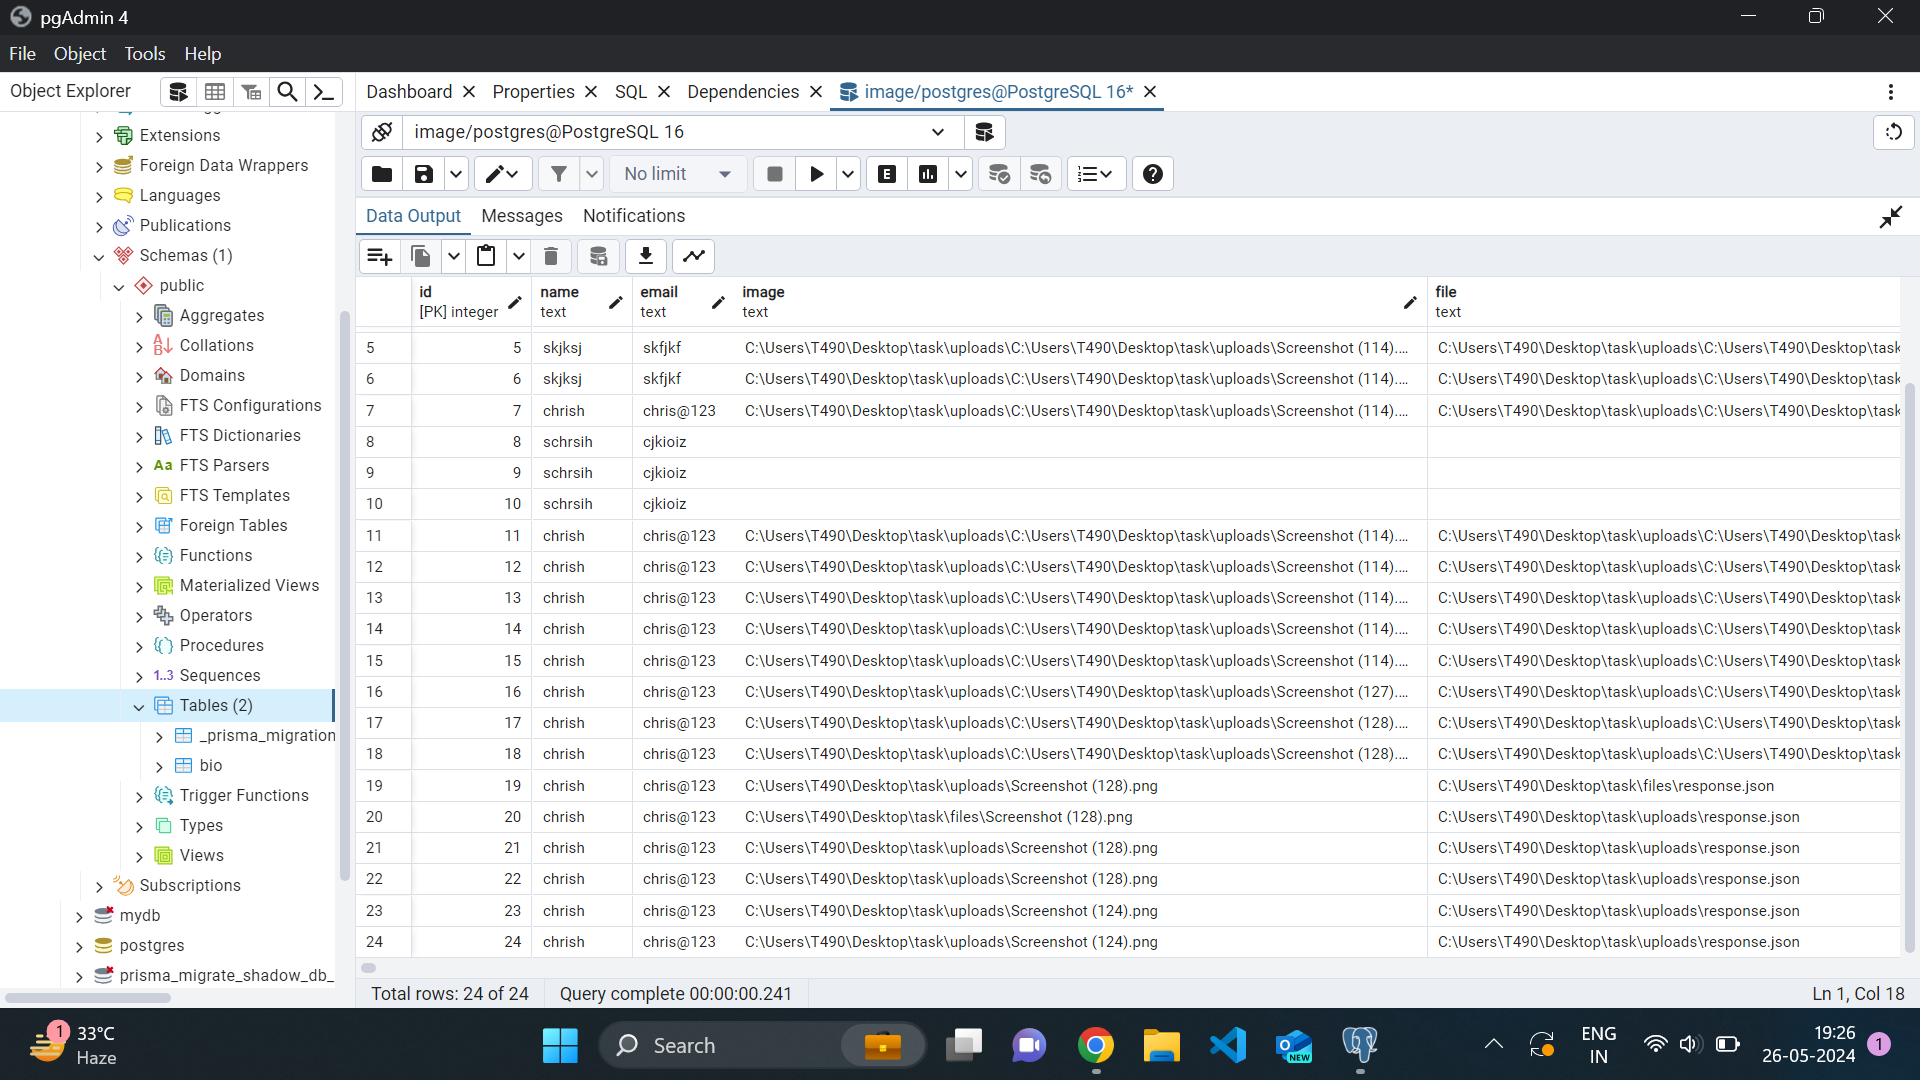 pgAdmin 4
File Object Tools Help
Object Explorer
Dashboard Properties SQL Dependencies image/postgres@PostgreSQL 16*
Extensions
Foreign Data Wrappers
Languages
Publications
Schemas (1)
public
Aggregates
Collations
Domains
FTS Configurations
FTS Dictionaries
Aa FTS Parsers
FTS Templates
Foreign Tables
Functions
Materialized Views
Operators
Procedures
1..3 Sequences
Tables (2)
_prisma_migration
bio
Trigger Functions
Types
Views
Subscriptions
mydb
postgres
prisma_migrate_shadow_db_
image/postgres@PostgreSQL 16
No limit E
Data Output Messages Notifications
id name email image file
[PK] integer text text text text
5 5 skjksj skfjkf C:\Users\T490\Desktop\task\uploads\C:\Users\T490\Desktop\task\uploads\Screenshot (114).... C:\Users\T490\Desktop\task\uploads\C:\Users\T490\Desktop\task
6 6 skjksj skfjkf C:\Users\T490\Desktop\task\uploads\C:\Users\T490\Desktop\task\uploads\Screenshot (114).... C:\Users\T490\Desktop\task\uploads\C:\Users\T490\Desktop\task
7 7 chrish chris@123 C:\Users\T490\Desktop\task\uploads\C:\Users\T490\Desktop\task\uploads\Screenshot (114).... C:\Users\T490\Desktop\task\uploads\C:\Users\T490\Desktop\task
8 8 schrsih cjkioiz
9 9 schrsih cjkioiz
10 10 schrsih cjkioiz
11 11 chrish chris@123 C:\Users\T490\Desktop\task\uploads\C:\Users\T490\Desktop\task\uploads\Screenshot (114).... C:\Users\T490\Desktop\task\uploads\C:\Users\T490\Desktop\task
12 12 chrish chris@123 C:\Users\T490\Desktop\task\uploads\C:\Users\T490\Desktop\task\uploads\Screenshot (114).... C:\Users\T490\Desktop\task\uploads\C:\Users\T490\Desktop\task
13 13 chrish chris@123 C:\Users\T490\Desktop\task\uploads\C:\Users\T490\Desktop\task\uploads\Screenshot (114).... C:\Users\T490\Desktop\task\uploads\C:\Users\T490\Desktop\task
14 14 chrish chris@123 C:\Users\T490\Desktop\task\uploads\C:\Users\T490\Desktop\task\uploads\Screenshot (114).... C:\Users\T490\Desktop\task\uploads\C:\Users\T490\Desktop\task
15 15 chrish chris@123 C:\Users\T490\Desktop\task\uploads\C:\Users\T490\Desktop\task\uploads\Screenshot (114).... C:\Users\T490\Desktop\task\uploads\C:\Users\T490\Desktop\task
16 16 chrish chris@123 C:\Users\T490\Desktop\task\uploads\C:\Users\T490\Desktop\task\uploads\Screenshot (127).... C:\Users\T490\Desktop\task\uploads\C:\Users\T490\Desktop\task
17 17 chrish chris@123 C:\Users\T490\Desktop\task\uploads\C:\Users\T490\Desktop\task\uploads\Screenshot (128).... C:\Users\T490\Desktop\task\uploads\C:\Users\T490\Desktop\task
18 18 chrish chris@123 C:\Users\T490\Desktop\task\uploads\C:\Users\T490\Desktop\task\uploads\Screenshot (128).... C:\Users\T490\Desktop\task\uploads\C:\Users\T490\Desktop\task
19 19 chrish chris@123 C:\Users\T490\Desktop\task\uploads\Screenshot (128).png C:\Users\T490\Desktop\task\files\response.json
20 20 chrish chris@123 C:\Users\T490\Desktop\task\files\Screenshot (128).png C:\Users\T490\Desktop\task\uploads\response.json
21 21 chrish chris@123 C:\Users\T490\Desktop\task\uploads\Screenshot (128).png C:\Users\T490\Desktop\task\uploads\response.json
22 22 chrish chris@123 C:\Users\T490\Desktop\task\uploads\Screenshot (128).png C:\Users\T490\Desktop\task\uploads\response.json
23 23 chrish chris@123 C:\Users\T490\Desktop\task\uploads\Screenshot (124).png C:\Users\T490\Desktop\task\uploads\response.json
24 24 chrish chris@123 C:\Users\T490\Desktop\task\uploads\Screenshot (124).png C:\Users\T490\Desktop\task\uploads\response.json
Total rows: 24 of 24 Query complete 00:00:00.241 Ln 1, Col 18
1 33°C
Haze
Search
NEW
ENG
IN
19:26
26-05-2024
1